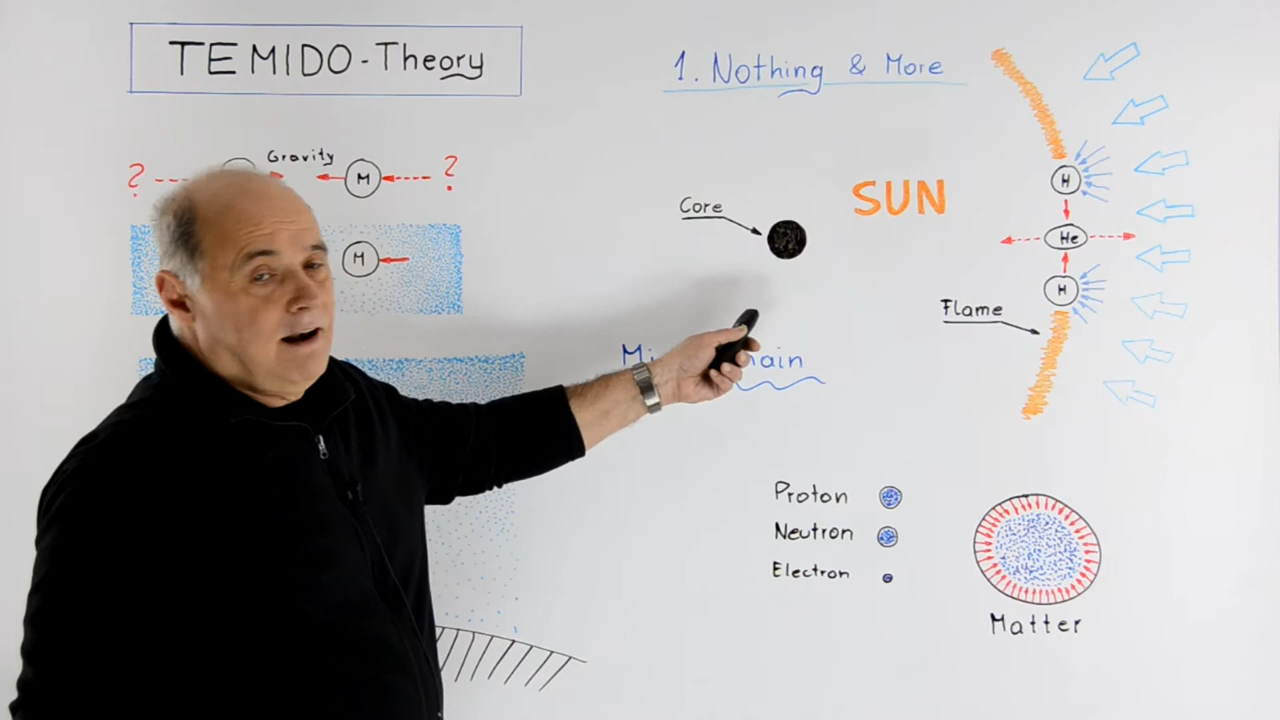 TEMIDO-Theory
1. Nothing & More
? Gravity M ?
M
Core
SUN
H
He
H
Flame
Proton
Neutron
Electron
Matter